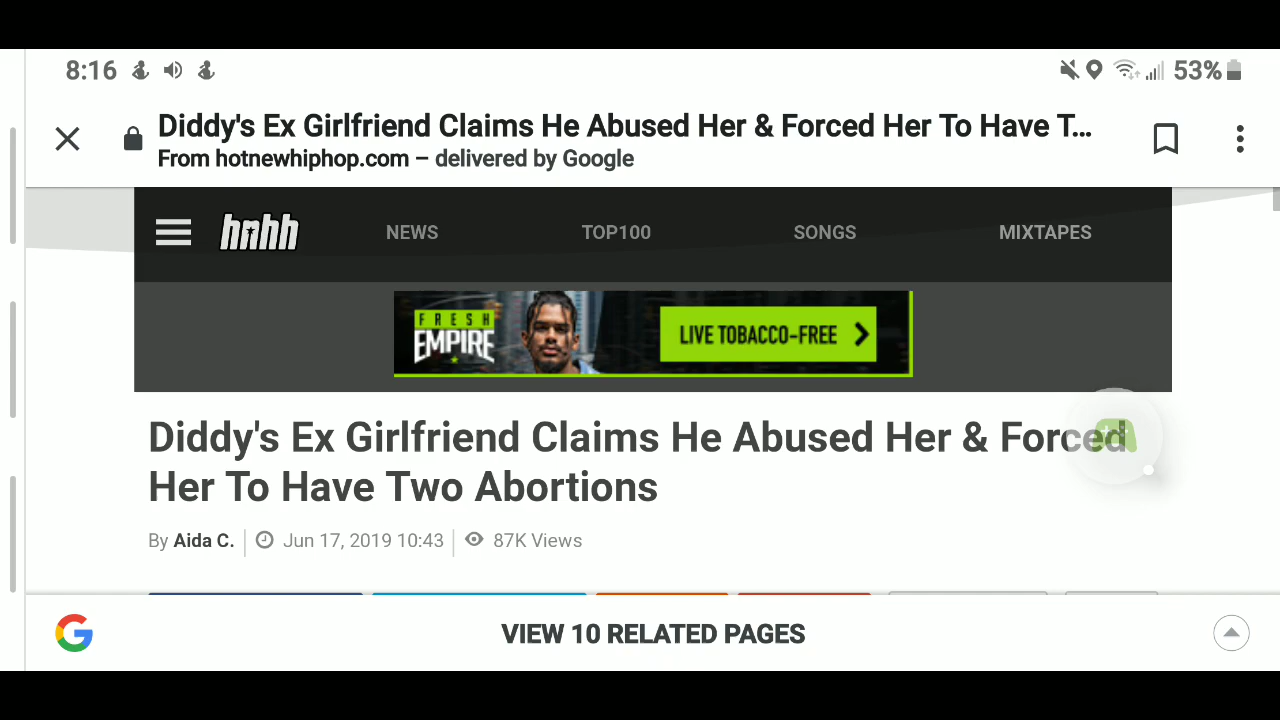 8:16
53%
Diddy's Ex Girlfriend Claims He Abused Her & Forced Her To Have T...
From hotnewhiphop.com – delivered by Google
hnhh
NEWS
TOP100
SONGS
MIXTAPES
FRESH
EMPIRE
LIVE TOBACCO-FREE
Diddy's Ex Girlfriend Claims He Abused Her & Forced
Her To Have Two Abortions
By Aida C.
Jun 17, 2019 10:43
87K Views
VIEW 10 RELATED PAGES